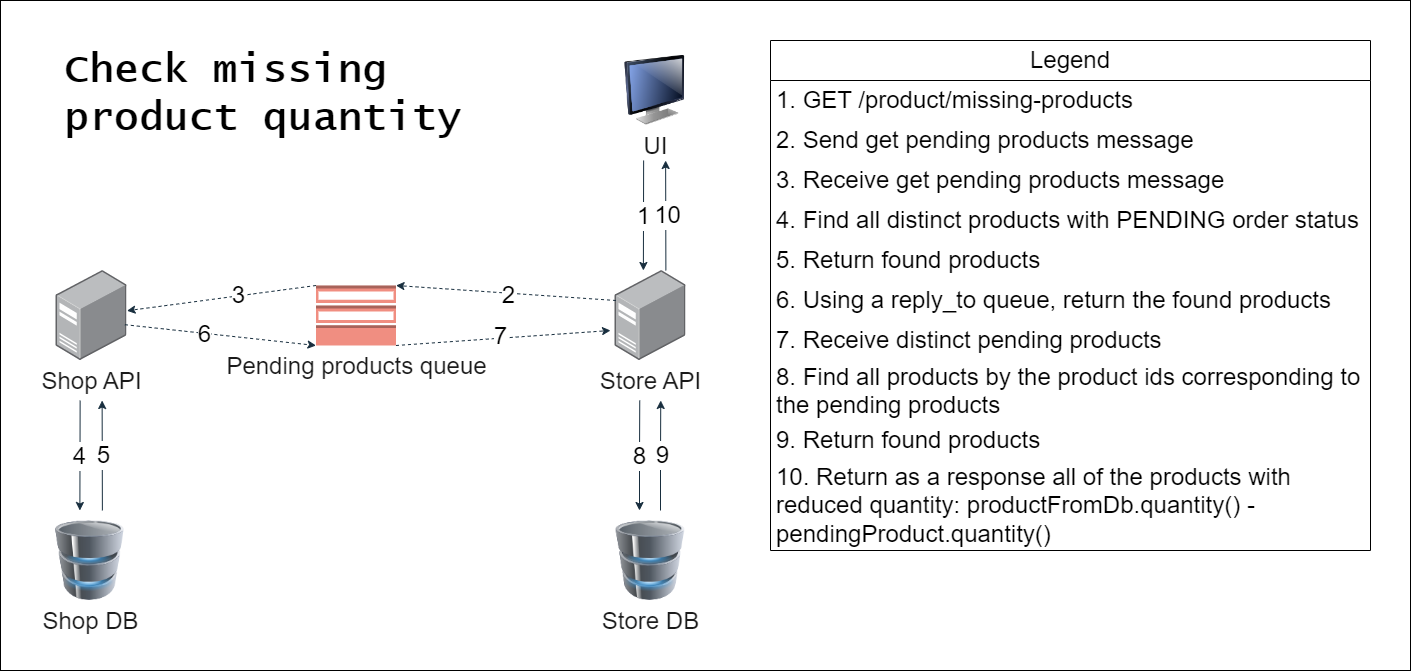 Check missing
product quantity
UI
1 10
3
2
6
7
Pending products queue
Shop API
Store API
4 5
8 9
Shop DB
Store DB
Legend
1. GET /product/missing-products
2. Send get pending products message
3. Receive get pending products message
4. Find all distinct products with PENDING order status
5. Return found products
6. Using a reply_to queue, return the found products
7. Receive distinct pending products
8. Find all products by the product ids corresponding to
the pending products
9. Return found products
10. Return as a response all of the products with
reduced quantity: productFromDb.quantity() -
pendingProduct.quantity()